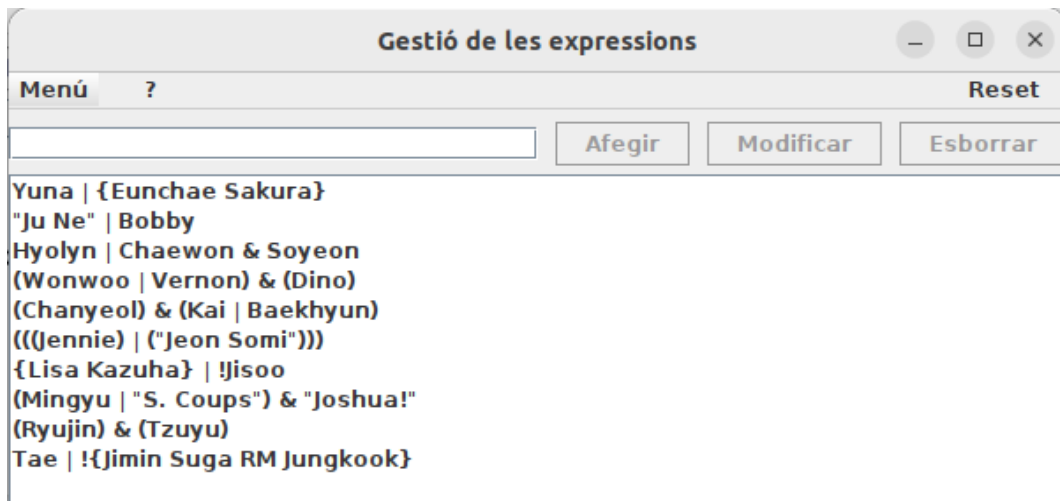 Gestió de les expressions
Menú ? Reset
Afegir Modificar Esborrar
Yuna | {Eunchae Sakura}
"Ju Ne" | Bobby
Hyolyn | Chaewon & Soyeon
(Wonwoo | Vernon) & (Dino)
(Chanyeol) & (Kai | Baekhyun)
(((Jennie) | ("Jeon Somi")))
{Lisa Kazuha} | !Jisoo
(Mingyu | "S. Coups") & "Joshua!"
(Ryujin) & (Tzuyu)
Tae | !{Jimin Suga RM Jungkook}